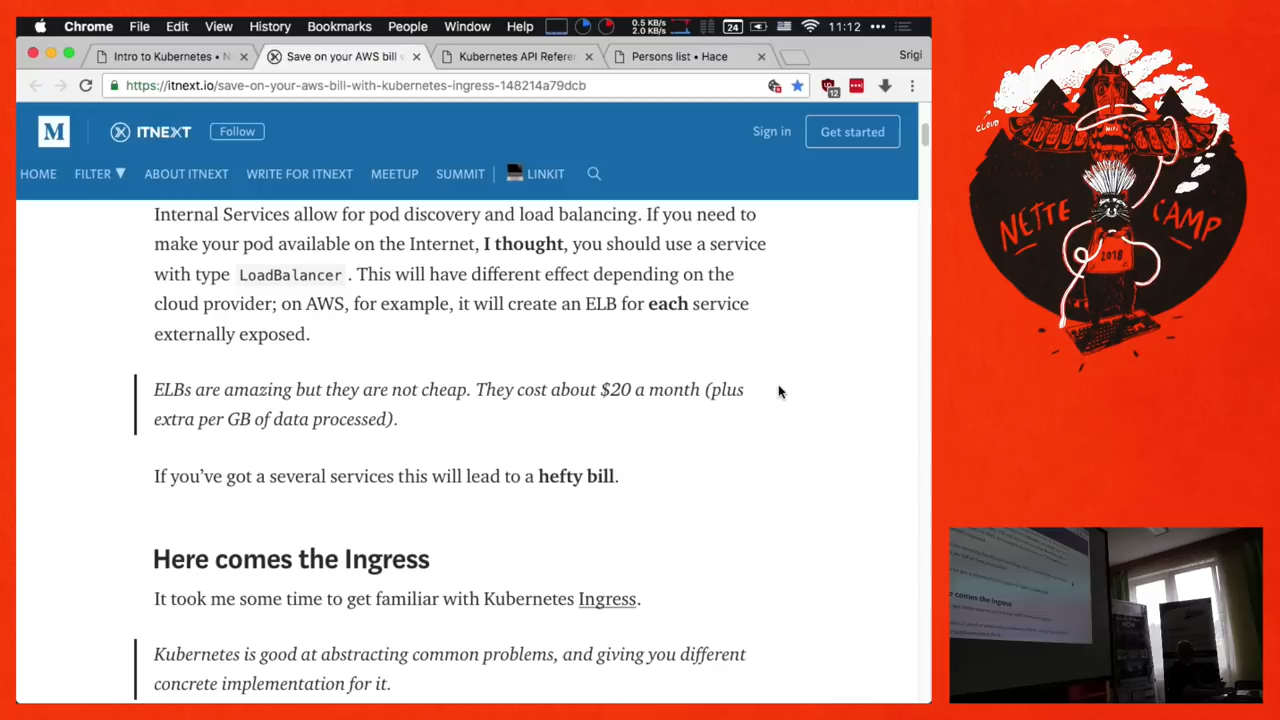 Chrome File Edit View History Bookmarks People Window Help 0.5 KB/s 2.0 KB/s 24 11:12
Intro to Kubernetes • N Save on your AWS bill w Kubernetes API Refere Persons list • Hace Srigi
https://itnext.io/save-on-your-aws-bill-with-kubernetes-ingress-148214a79dcb 12
M ITNEXT Follow Sign in Get started
HOME FILTER ABOUT ITNEXT WRITE FOR ITNEXT MEETUP SUMMIT LINKIT
Internal Services allow for pod discovery and load balancing. If you need to
make your pod available on the Internet, I thought, you should use a service
with type LoadBalancer. This will have different effect depending on the
cloud provider; on AWS, for example, it will create an ELB for each service
externally exposed.
ELBs are amazing but they are not cheap. They cost about $20 a month (plus
extra per GB of data processed).
If you’ve got a several services this will lead to a hefty bill.
Here comes the Ingress
It took me some time to get familiar with Kubernetes Ingress.
Kubernetes is good at abstracting common problems, and giving you different
concrete implementation for it.
CLOUD
WIFI
NETTE CAMP
2018
comes the Ingress